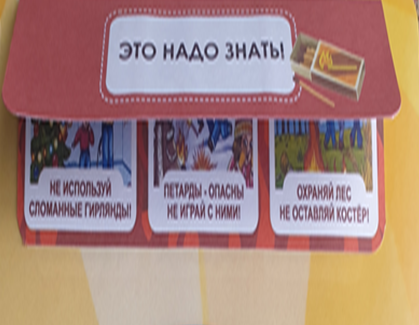 ЭТО НАДО ЗНАТЬ!
НЕ ИСПОЛЬЗУЙ
СЛОМАННЫЕ ГИРЛЯНДЫ!
ПЕТАРДЫ - ОПАСНЫ
НЕ ИГРАЙ С НИМИ!
ОХРАНЯЙ ЛЕС
НЕ ОСТАВЛЯЙ КОСТЁР!